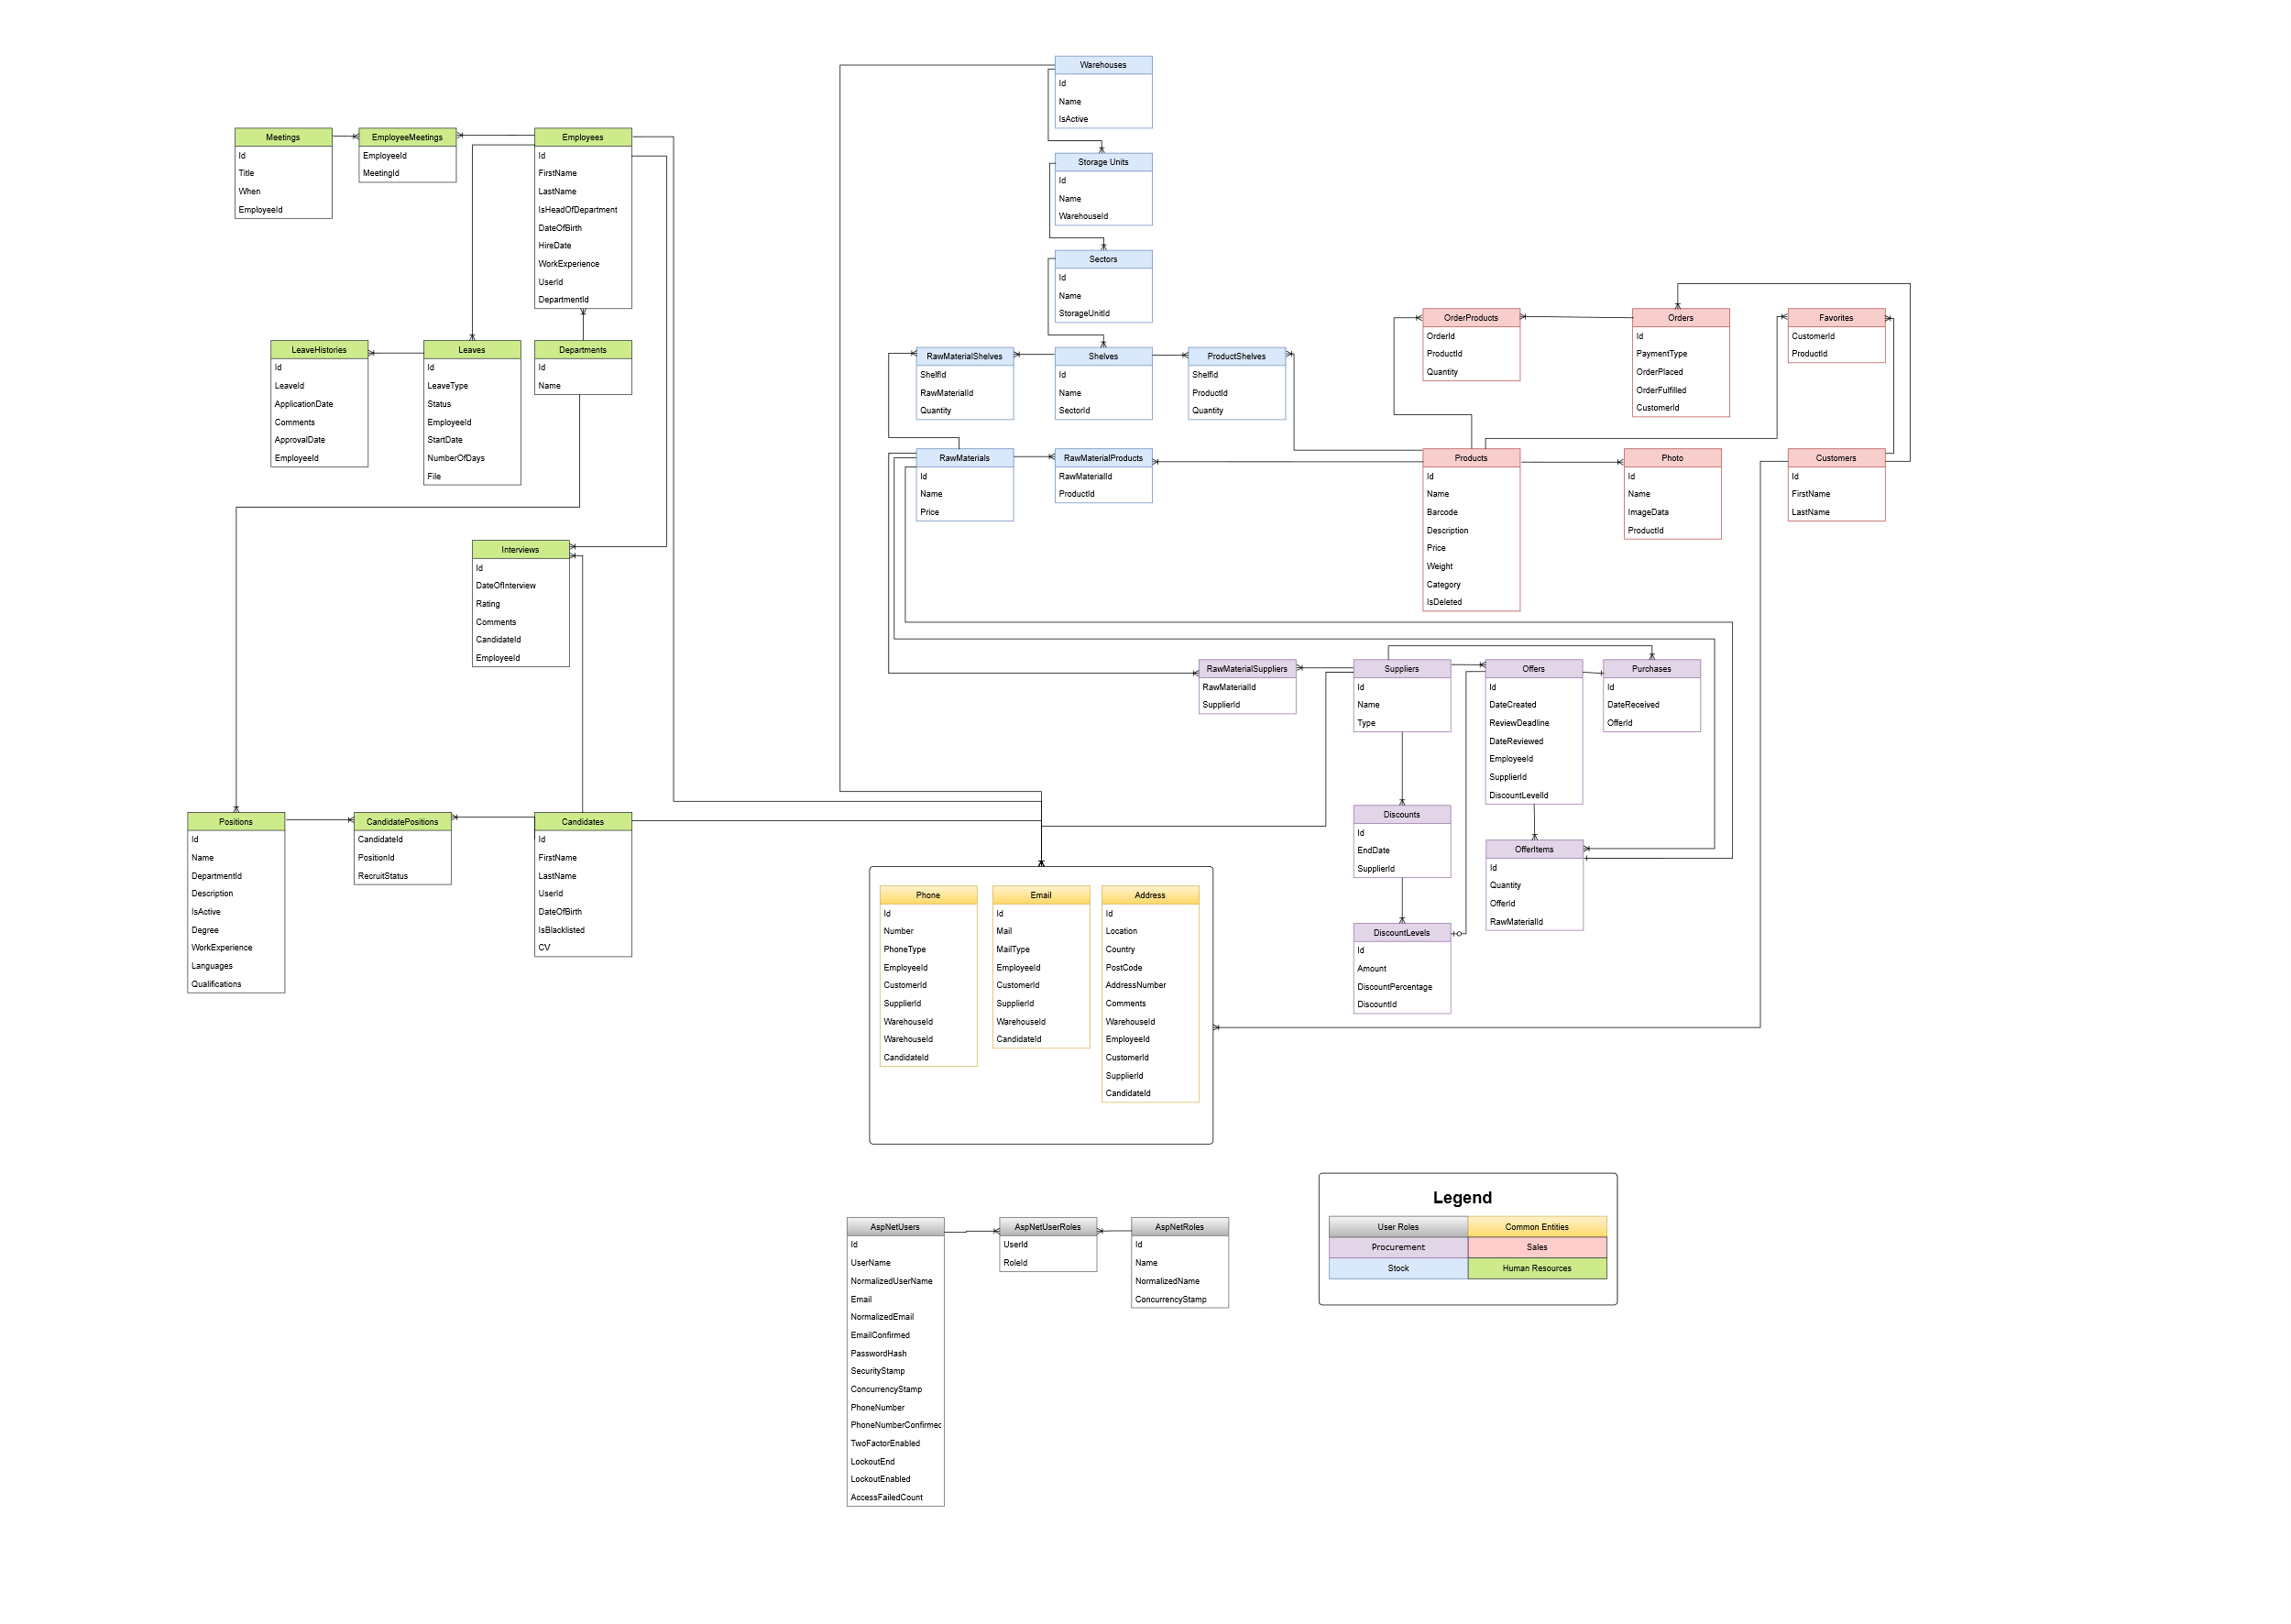 Warehouses
Id
Name
IsActive
Meetings
Id
Title
When
EmployeeId
EmployeeMeetings
EmployeeId
MeetingId
Employees
Id
FirstName
LastName
IsHeadOfDepartment
DateOfBirth
HireDate
WorkExperience
UserId
DepartmentId
Storage Units
Id
Name
WarehouseId
Sectors
Id
Name
StorageUnitId
LeaveHistories
Id
LeaveId
ApplicationDate
Comments
ApprovalDate
EmployeeId
Leaves
Id
LeaveType
Status
EmployeeId
StartDate
NumberOfDays
File
Departments
Id
Name
RawMaterialShelves
ShelfId
RawMaterialId
Quantity
Shelves
Id
Name
SectorId
ProductShelves
ShelfId
ProductId
Quantity
OrderProducts
OrderId
ProductId
Quantity
Orders
Id
PaymentType
OrderPlaced
OrderFulfilled
CustomerId
Favorites
CustomerId
ProductId
RawMaterials
Id
Name
Price
RawMaterialProducts
RawMaterialId
ProductId
Products
Id
Name
Barcode
Description
Price
Weight
Category
IsDeleted
Photo
Id
Name
ImageData
ProductId
Customers
Id
FirstName
LastName
Interviews
Id
DateOfInterview
Rating
Comments
CandidateId
EmployeeId
RawMaterialSuppliers
RawMaterialId
SupplierId
Suppliers
Id
Name
Type
Offers
Id
DateCreated
ReviewDeadline
DateReviewed
EmployeeId
SupplierId
DiscountLevelId
Purchases
Id
DateReceived
OfferId
Positions
Id
Name
DepartmentId
Description
IsActive
Degree
WorkExperience
Languages
Qualifications
CandidatePositions
CandidateId
PositionId
RecruitStatus
Candidates
Id
FirstName
LastName
UserId
DateOfBirth
IsBlacklisted
CV
Discounts
Id
EndDate
SupplierId
OfferItems
Id
Quantity
OfferId
RawMaterialId
DiscountLevels
Id
Amount
DiscountPercentage
DiscountId
Phone
Id
Number
PhoneType
EmployeeId
CustomerId
SupplierId
WarehouseId
WarehouseId
CandidateId
Email
Id
Mail
MailType
EmployeeId
CustomerId
SupplierId
WarehouseId
CandidateId
Address
Id
Location
Country
PostCode
AddressNumber
Comments
WarehouseId
EmployeeId
CustomerId
SupplierId
CandidateId
AspNetUsers
Id
UserName
NormalizedUserName
Email
NormalizedEmail
EmailConfirmed
PasswordHash
SecurityStamp
ConcurrencyStamp
PhoneNumber
PhoneNumberConfirmed
TwoFactorEnabled
LockoutEnd
LockoutEnabled
AccessFailedCount
AspNetUserRoles
UserId
RoleId
AspNetRoles
Id
Name
NormalizedName
ConcurrencyStamp
Legend
User Roles
Common Entities
Procurement
Sales
Stock
Human Resources